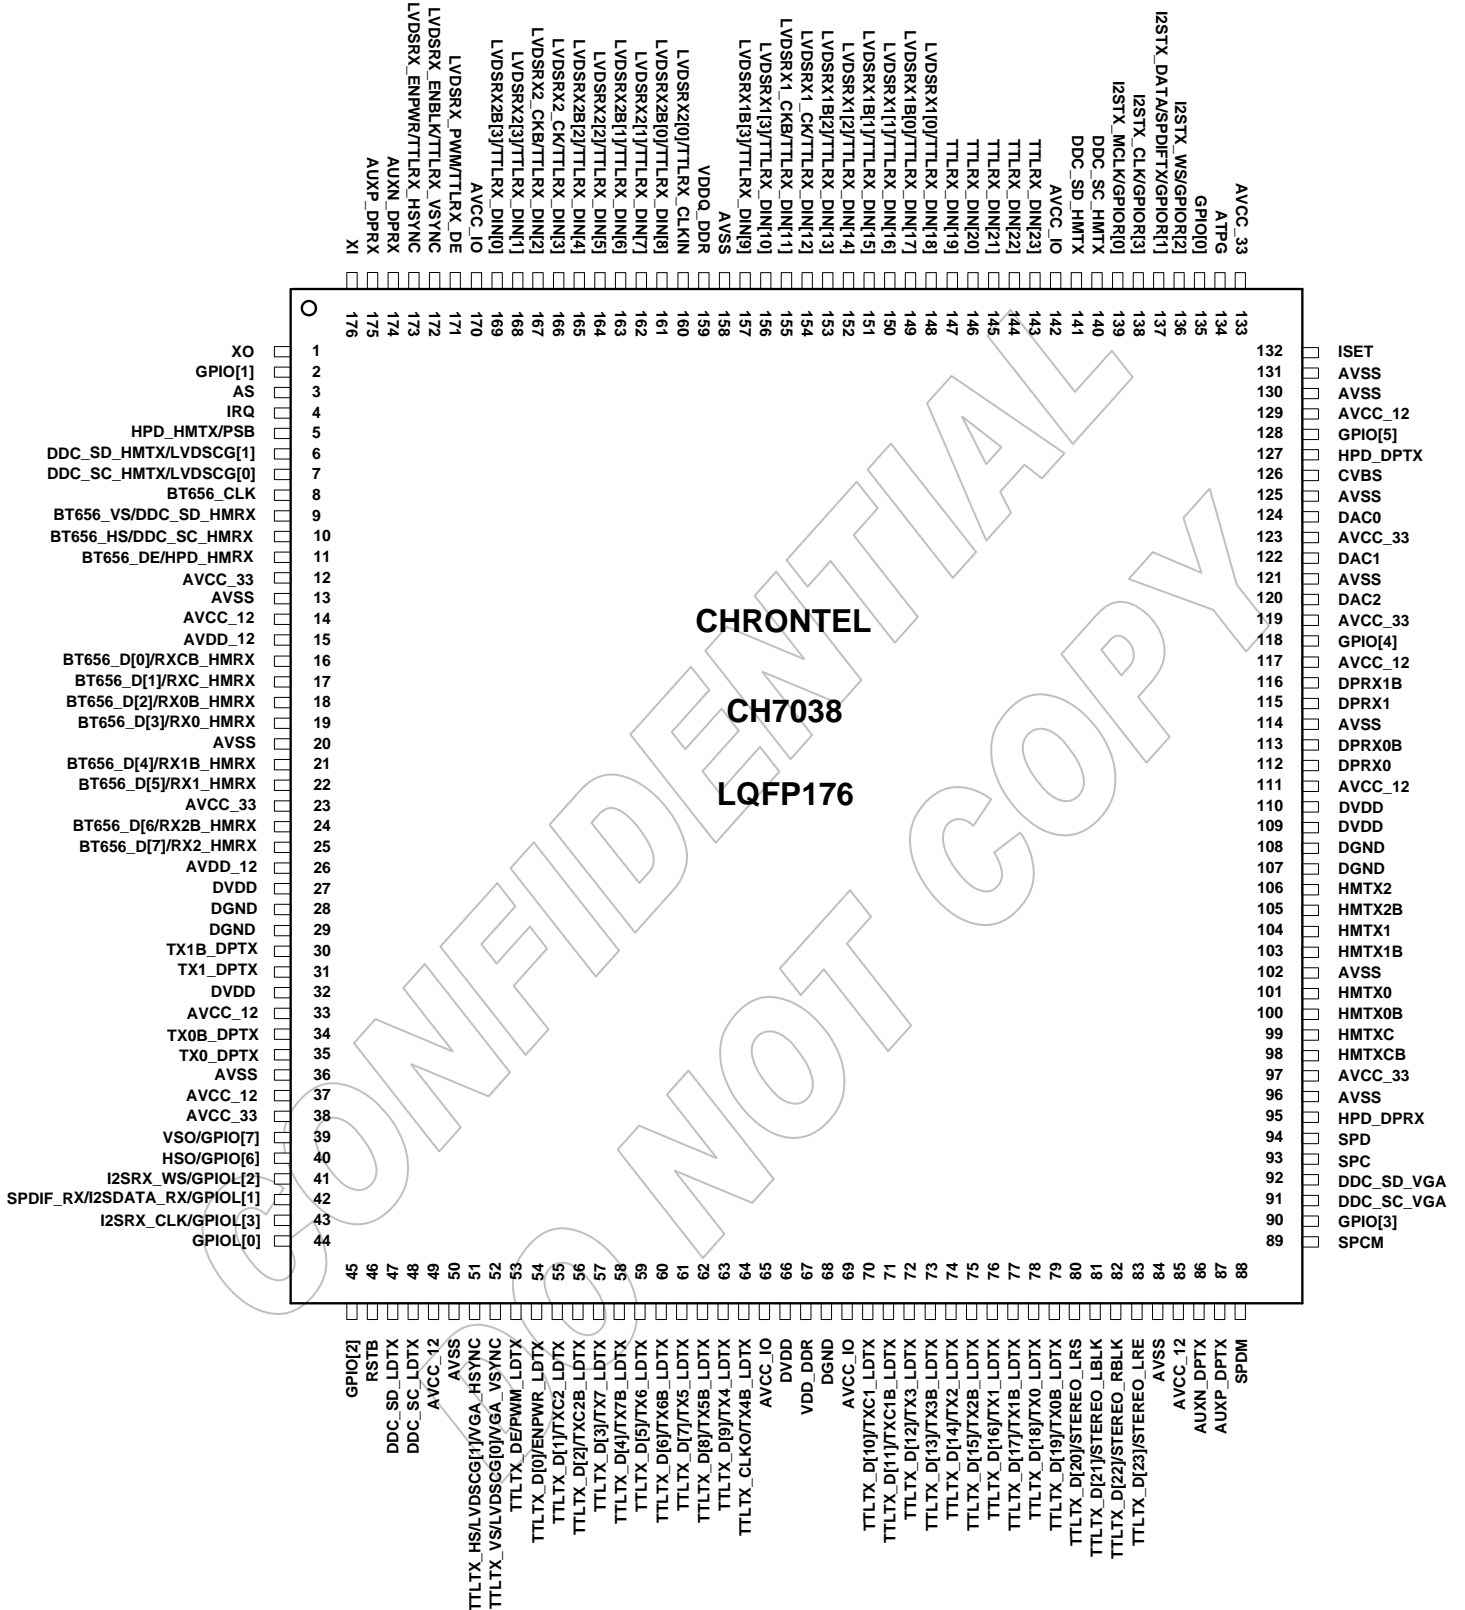 LVDSRX_ENPWR/TTLRX_HSYNC
LVDSRX_ENBLK/TTLRX_VSYNC
LVDSRX_PWM/TTLRX_DE
XI
AUXP_DPRX
AUXN_DPRX
AVCC_IO
LVDSRX2B[3]/TTLRX_DIN[0]
LVDSRX2[3]/TTLRX_DIN[1]
LVDSRX2_CKB/TTLRX_DIN[2]
LVDSRX2_CK/TTLRX_DIN[3]
LVDSRX2B[2]/TTLRX_DIN[4]
LVDSRX2[2]/TTLRX_DIN[5]
LVDSRX2B[1]/TTLRX_DIN[6]
LVDSRX2[1]/TTLRX_DIN[7]
LVDSRX2B[0]/TTLRX_DIN[8]
LVDSRX2[0]/TTLRX_CLKIN
VDDQ_DDR
AVSS
LVDSRX1B[3]/TTLRX_DIN[9]
LVDSRX1[3]/TTLRX_DIN[10]
LVDSRX1_CKB/TTLRX_DIN[11]
LVDSRX1_CK/TTLRX_DIN[12]
LVDSRX1B[2]/TTLRX_DIN[13]
LVDSRX1[2]/TTLRX_DIN[14]
LVDSRX1B[1]/TTLRX_DIN[15]
LVDSRX1[1]/TTLRX_DIN[16]
LVDSRX1B[0]/TTLRX_DIN[17]
LVDSRX1[0]/TTLRX_DIN[18]
TTLRX_DIN[19]
TTLRX_DIN[20]
TTLRX_DIN[21]
TTLRX_DIN[22]
TTLRX_DIN[23]
AVCC_IO
DDC_SD_HMTX
DDC_SC_HMTX
I2STX_MCLK/GPIOR[0]
I2STX_CLK/GPIOR[3]
I2STX_DATA/SPDIFTX/GPIOR[1]
I2STX_WS/GPIOR[2]
GPIO[0]
ATPG
AVCC_33
176 175 174 173 172 171 170 169 168 167 166 165 164 163 162 161 160 159 158 157 156 155 154 153 152 151 150 149 148 147 146 145 144 143 142 141 140 139 138 137 136 135 134 133
XO 1
GPIO[1] 2
AS 3
IRQ 4
HPD_HMTX/PSB 5
DDC_SD_HMTX/LVDSCG[1] 6
DDC_SC_HMTX/LVDSCG[0] 7
BT656_CLK 8
BT656_VS/DDC_SD_HMRX 9
BT656_HS/DDC_SC_HMRX 10
BT656_DE/HPD_HMRX 11
AVCC_33 12
AVSS 13
AVCC_12 14
AVDD_12 15
BT656_D[0]/RXCB_HMRX 16
BT656_D[1]/RXC_HMRX 17
BT656_D[2]/RX0B_HMRX 18
BT656_D[3]/RX0_HMRX 19
AVSS 20
BT656_D[4]/RX1B_HMRX 21
BT656_D[5]/RX1_HMRX 22
AVCC_33 23
BT656_D[6/RX2B_HMRX 24
BT656_D[7]/RX2_HMRX 25
AVDD_12 26
DVDD 27
DGND 28
DGND 29
TX1B_DPTX 30
TX1_DPTX 31
DVDD 32
AVCC_12 33
TX0B_DPTX 34
TX0_DPTX 35
AVSS 36
AVCC_12 37
AVCC_33 38
VSO/GPIO[7] 39
HSO/GPIO[6] 40
I2SRX_WS/GPIOL[2] 41
SPDIF_RX/I2SDATA_RX/GPIOL[1] 42
I2SRX_CLK/GPIOL[3] 43
GPIOL[0] 44
CHRONTEL
CH7038
LQFP176
CONFIDENTIAL
DO NOT COPY
132 ISET
131 AVSS
130 AVSS
129 AVCC_12
128 GPIO[5]
127 HPD_DPTX
126 CVBS
125 AVSS
124 DAC0
123 AVCC_33
122 DAC1
121 AVSS
120 DAC2
119 AVCC_33
118 GPIO[4]
117 AVCC_12
116 DPRX1B
115 DPRX1
114 AVSS
113 DPRX0B
112 DPRX0
111 AVCC_12
110 DVDD
109 DVDD
108 DGND
107 DGND
106 HMTX2
105 HMTX2B
104 HMTX1
103 HMTX1B
102 AVSS
101 HMTX0
100 HMTX0B
99 HMTXC
98 HMTXCB
97 AVCC_33
96 AVSS
95 HPD_DPRX
94 SPD
93 SPC
92 DDC_SD_VGA
91 DDC_SC_VGA
90 GPIO[3]
89 SPCM
45 46 47 48 49 50 51 52 53 54 55 56 57 58 59 60 61 62 63 64 65 66 67 68 69 70 71 72 73 74 75 76 77 78 79 80 81 82 83 84 85 86 87 88
GPIO[2]
RSTB
DDC_SD_LDTX
DDC_SC_LDTX
AVCC_12
AVSS
TTLTX_HS/LVDSCG[1]/VGA_HSYNC
TTLTX_VS/LVDSCG[0]/VGA_VSYNC
TTLTX_DE/PWM_LDTX
TTLTX_D[0]/ENPWR_LDTX
TTLTX_D[1]/TXC2_LDTX
TTLTX_D[2]/TXC2B_LDTX
TTLTX_D[3]/TX7_LDTX
TTLTX_D[4]/TX7B_LDTX
TTLTX_D[5]/TX6_LDTX
TTLTX_D[6]/TX6B_LDTX
TTLTX_D[7]/TX5_LDTX
TTLTX_D[8]/TX5B_LDTX
TTLTX_D[9]/TX4_LDTX
TTLTX_CLKO/TX4B_LDTX
AVCC_IO
DVDD
VDD_DDR
DGND
AVCC_IO
TTLTX_D[10]/TXC1_LDTX
TTLTX_D[11]/TXC1B_LDTX
TTLTX_D[12]/TX3_LDTX
TTLTX_D[13]/TX3B_LDTX
TTLTX_D[14]/TX2_LDTX
TTLTX_D[15]/TX2B_LDTX
TTLTX_D[16]/TX1_LDTX
TTLTX_D[17]/TX1B_LDTX
TTLTX_D[18]/TX0_LDTX
TTLTX_D[19]/TX0B_LDTX
TTLTX_D[20]/STEREO_LRS
TTLTX_D[21]/STEREO_LBLK
TTLTX_D[22]/STEREO_RBLK
TTLTX_D[23]/STEREO_LRE
AVSS
AVCC_12
AUXN_DPTX
AUXP_DPTX
SPDM